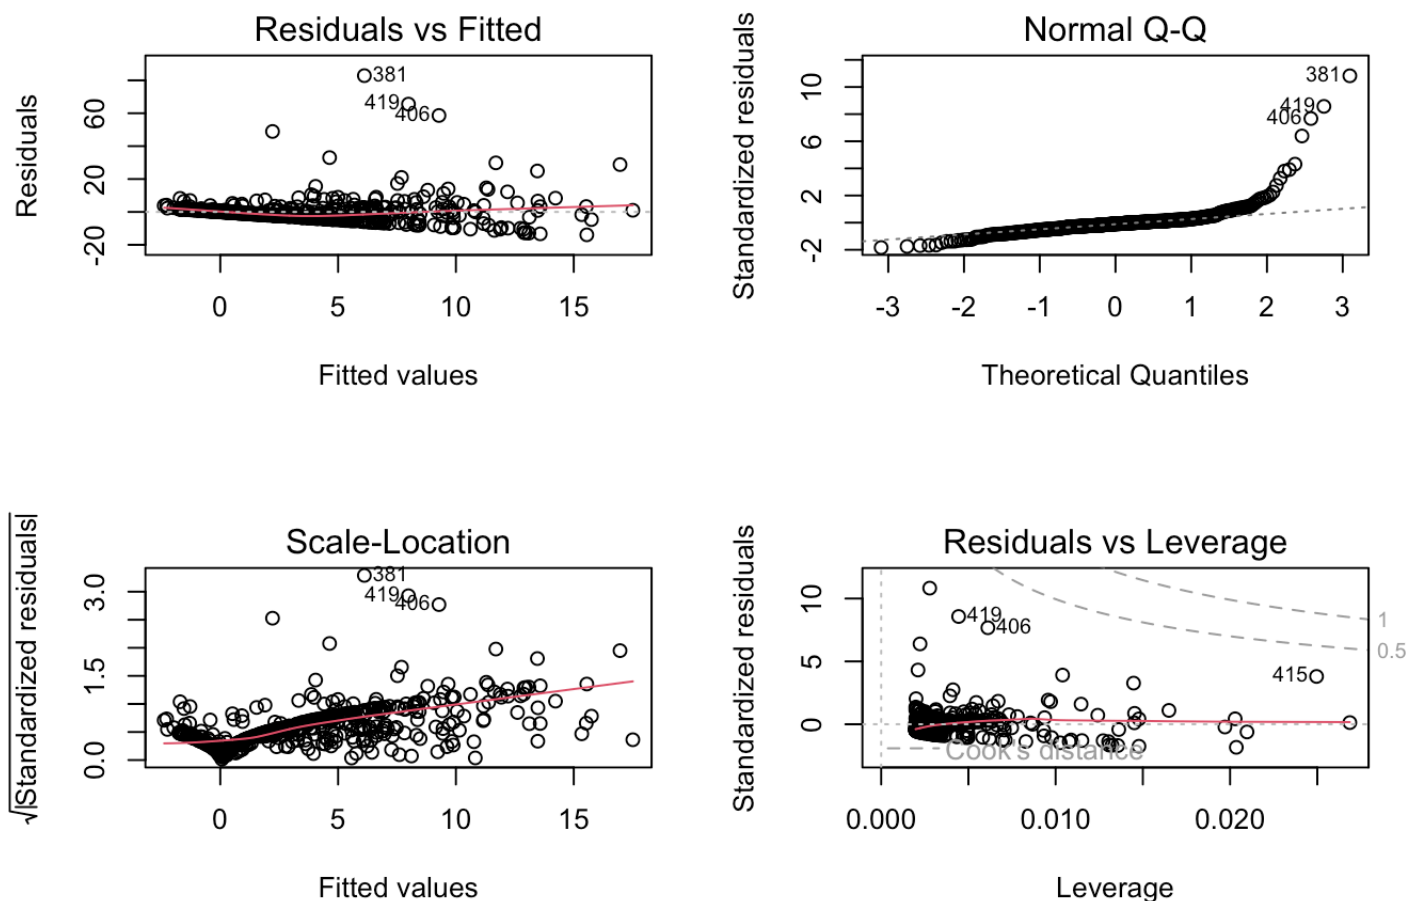 Residuals vs Fitted
Residuals
-20 20 60
381
419
406
0 5 10 15
Fitted values
Normal Q-Q
Standardized residuals
-2 2 6 10
381
419
406
-3 -2 -1 0 1 2 3
Theoretical Quantiles
Scale-Location
√|Standardized residuals|
0.0 1.5 3.0
381
419
406
0 5 10 15
Fitted values
Residuals vs Leverage
Standardized residuals
0 5 10
419
406
415
1
0.5
Cook's distance
0.000 0.010 0.020
Leverage